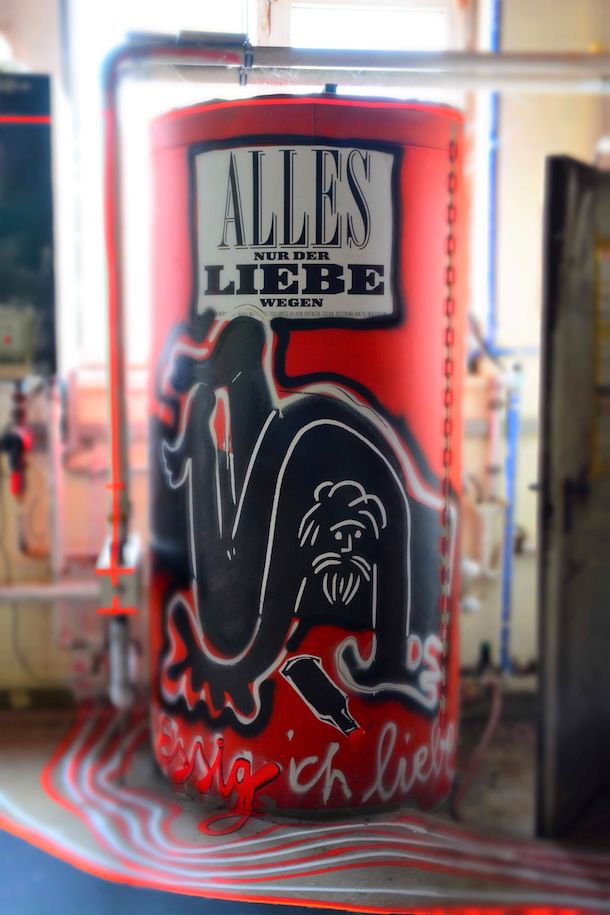 ALLES
NUR DER
LIEBE
WEGEN
Essig ich liebe